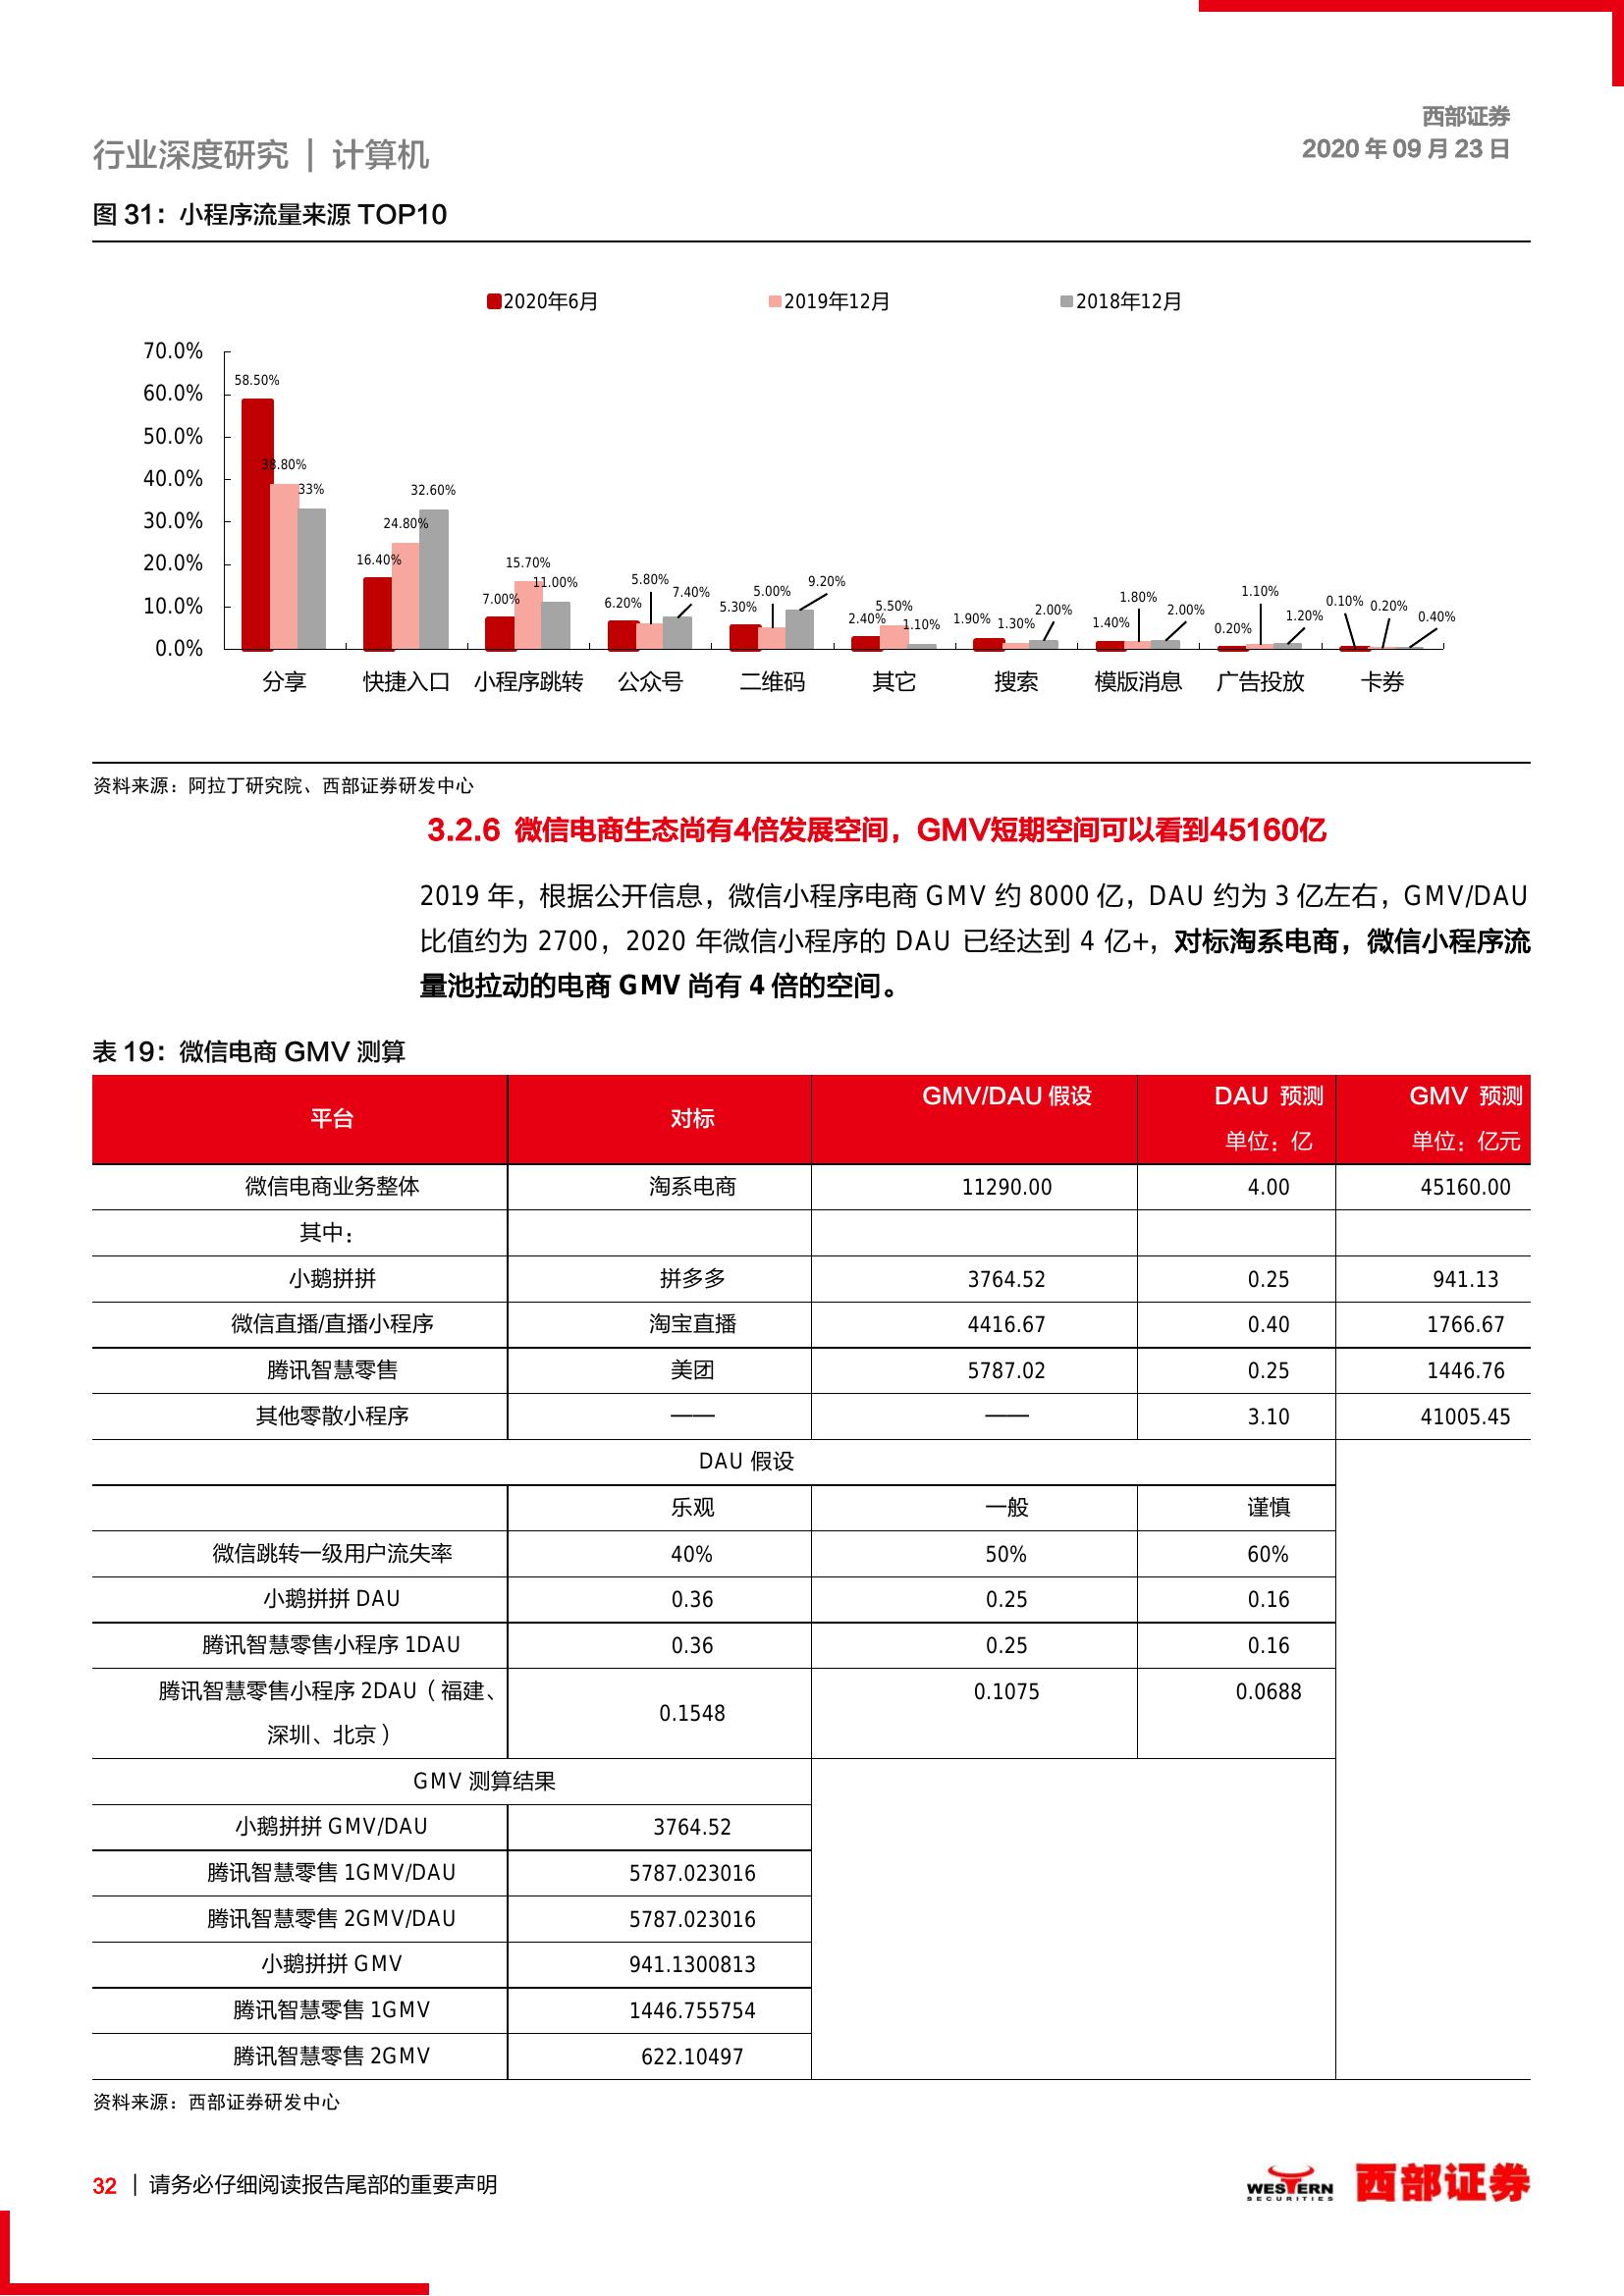 西部证券
2020 年 09 月 23 日
行业深度研究 | 计算机
图 31：小程序流量来源 TOP10
2020年6月 2019年12月 2018年12月
70.0%
60.0%
50.0%
40.0%
30.0%
20.0%
10.0%
0.0%
58.50% 38.80% 33%
16.40% 24.80% 32.60%
7.00% 15.70% 11.00%
6.20% 5.80% 7.40%
5.30% 5.00% 9.20%
2.40% 5.50% 1.10%
1.90% 1.30% 2.00%
1.40% 1.80% 2.00%
0.20% 1.10% 1.20%
0.10% 0.20% 0.40%
分享 快捷入口 小程序跳转 公众号 二维码 其它 搜索 模版消息 广告投放 卡券
资料来源：阿拉丁研究院、西部证券研发中心
3.2.6 微信电商生态尚有4倍发展空间，GMV短期空间可以看到45160亿
2019 年，根据公开信息，微信小程序电商 GMV 约 8000 亿，DAU 约为 3 亿左右，GMV/DAU
比值约为 2700，2020 年微信小程序的 DAU 已经达到 4 亿+，对标淘系电商，微信小程序流
量池拉动的电商 GMV 尚有 4 倍的空间。
表 19：微信电商 GMV 测算
平台 对标 GMV/DAU 假设 DAU 预测 GMV 预测
单位：亿 单位：亿元
微信电商业务整体 淘系电商 11290.00 4.00 45160.00
其中：
小鹅拼拼 拼多多 3764.52 0.25 941.13
微信直播/直播小程序 淘宝直播 4416.67 0.40 1766.67
腾讯智慧零售 美团 5787.02 0.25 1446.76
其他零散小程序 —— —— 3.10 41005.45
DAU 假设
乐观 一般 谨慎
微信跳转一级用户流失率 40% 50% 60%
小鹅拼拼 DAU 0.36 0.25 0.16
腾讯智慧零售小程序 1DAU 0.36 0.25 0.16
腾讯智慧零售小程序 2DAU（福建、 0.1548 0.1075 0.0688
深圳、北京）
GMV 测算结果
小鹅拼拼 GMV/DAU 3764.52
腾讯智慧零售 1GMV/DAU 5787.023016
腾讯智慧零售 2GMV/DAU 5787.023016
小鹅拼拼 GMV 941.1300813
腾讯智慧零售 1GMV 1446.755754
腾讯智慧零售 2GMV 622.10497
资料来源：西部证券研发中心
32 | 请务必仔细阅读报告尾部的重要声明
WESTERN
SECURITIES
西部证券